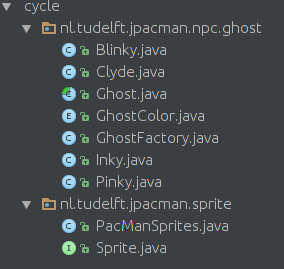 cycle
nl.tudelft.jpacman.npc.ghost
Blinky.java
Clyde.java
Ghost.java
GhostColor.java
GhostFactory.java
Inky.java
Pinky.java
nl.tudelft.jpacman.sprite
PacManSprites.java
Sprite.java